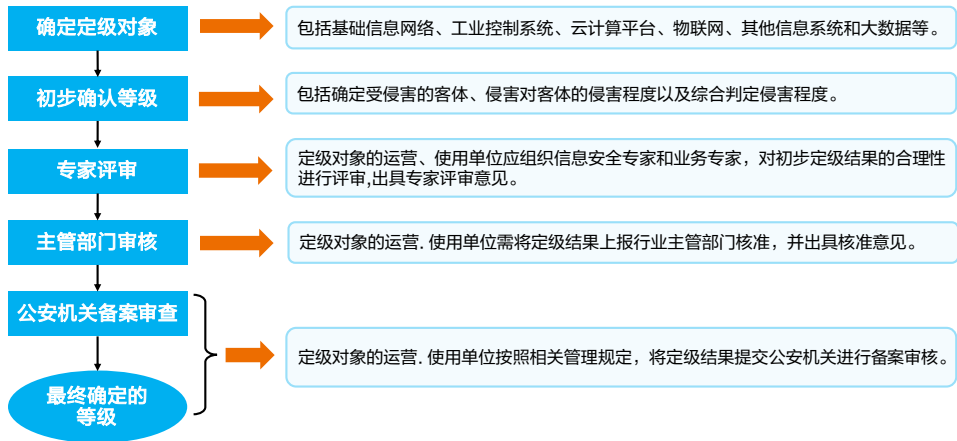 确定定级对象
包括基础信息网络、工业控制系统、云计算平台、物联网、其他信息系统和大数据等。
初步确认等级
包括确定受侵害的客体、侵害对客体的侵害程度以及综合判定侵害程度。
专家评审
定级对象的运营、使用单位应组织信息安全专家和业务专家，对初步定级结果的合理性
进行评审,出具专家评审意见。
主管部门审核
定级对象的运营. 使用单位需将定级结果上报行业主管部门核准，并出具核准意见。
公安机关备案审查
定级对象的运营. 使用单位按照相关管理规定，将定级结果提交公安机关进行备案审核。
最终确定的
等级